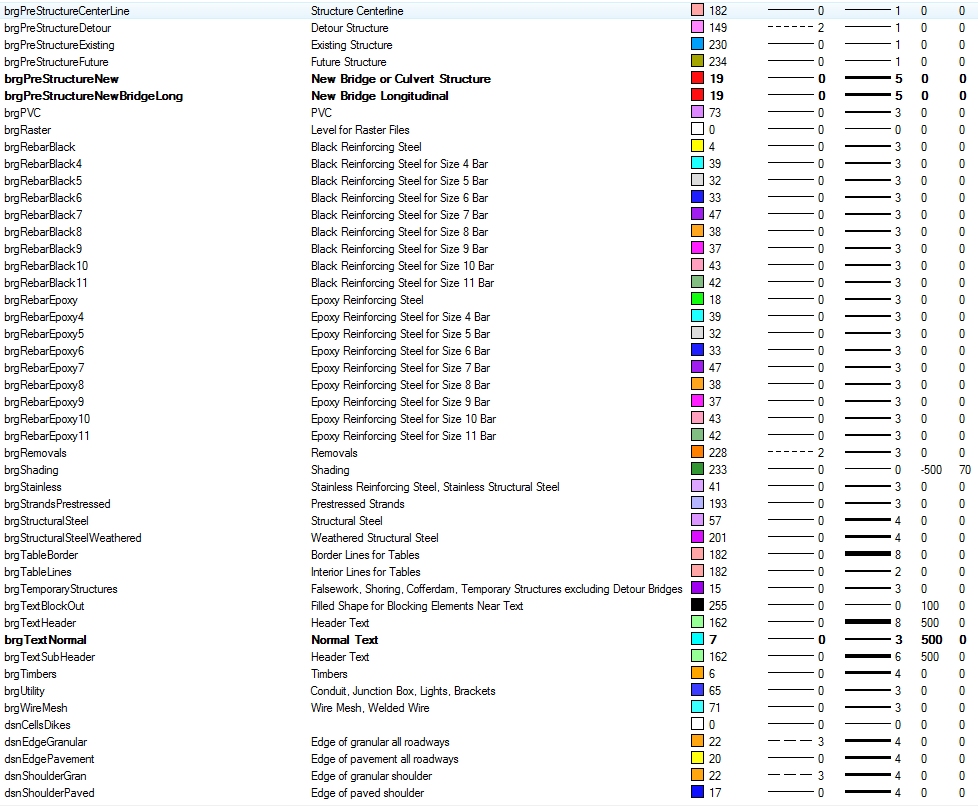 brgPreStructureCenterLine Structure Centerline 182 0 1 0 0
brgPreStructureDetour Detour Structure 149 2 1 0 0
brgPreStructureExisting Existing Structure 230 0 1 0 0
brgPreStructureFuture Future Structure 234 0 1 0 0
brgPreStructureNew New Bridge or Culvert Structure 19 0 5 0 0
brgPreStructureNewBridgeLong New Bridge Longitudinal 19 0 5 0 0
brgPVC PVC 73 0 3 0 0
brgRaster Level for Raster Files 0 0 0 0 0
brgRebarBlack Black Reinforcing Steel 4 0 3 0 0
brgRebarBlack4 Black Reinforcing Steel for Size 4 Bar 39 0 3 0 0
brgRebarBlack5 Black Reinforcing Steel for Size 5 Bar 32 0 3 0 0
brgRebarBlack6 Black Reinforcing Steel for Size 6 Bar 33 0 3 0 0
brgRebarBlack7 Black Reinforcing Steel for Size 7 Bar 47 0 3 0 0
brgRebarBlack8 Black Reinforcing Steel for Size 8 Bar 38 0 3 0 0
brgRebarBlack9 Black Reinforcing Steel for Size 9 Bar 37 0 3 0 0
brgRebarBlack10 Black Reinforcing Steel for Size 10 Bar 43 0 3 0 0
brgRebarBlack11 Black Reinforcing Steel for Size 11 Bar 42 0 3 0 0
brgRebarEpoxy Epoxy Reinforcing Steel 18 0 3 0 0
brgRebarEpoxy4 Epoxy Reinforcing Steel for Size 4 Bar 39 0 3 0 0
brgRebarEpoxy5 Epoxy Reinforcing Steel for Size 5 Bar 32 0 3 0 0
brgRebarEpoxy6 Epoxy Reinforcing Steel for Size 6 Bar 33 0 3 0 0
brgRebarEpoxy7 Epoxy Reinforcing Steel for Size 7 Bar 47 0 3 0 0
brgRebarEpoxy8 Epoxy Reinforcing Steel for Size 8 Bar 38 0 3 0 0
brgRebarEpoxy9 Epoxy Reinforcing Steel for Size 9 Bar 37 0 3 0 0
brgRebarEpoxy10 Epoxy Reinforcing Steel for Size 10 Bar 43 0 3 0 0
brgRebarEpoxy11 Epoxy Reinforcing Steel for Size 11 Bar 42 0 3 0 0
brgRemovals Removals 228 2 3 0 0
brgShading Shading 233 0 0 -500 70
brgStainless Stainless Reinforcing Steel, Stainless Structural Steel 41 0 3 0 0
brgStrandsPrestressed Prestressed Strands 193 0 3 0 0
brgStructuralSteel Structural Steel 57 0 4 0 0
brgStructuralSteelWeathered Weathered Structural Steel 201 0 4 0 0
brgTableBorder Border Lines for Tables 182 0 8 0 0
brgTableLines Interior Lines for Tables 182 0 2 0 0
brgTemporaryStructures Falsework, Shoring, Cofferdam, Temporary Structures excluding Detour Bridges 15 0 3 0 0
brgTextBlockOut Filled Shape for Blocking Elements Near Text 255 0 0 100 0
brgTextHeader Header Text 162 0 8 500 0
brgTextNormal Normal Text 7 0 3 500 0
brgTextSubHeader Header Text 162 0 6 500 0
brgTimbers Timbers 6 0 4 0 0
brgUtility Conduit, Junction Box, Lights, Brackets 65 0 3 0 0
brgWireMesh Wire Mesh, Welded Wire 71 0 3 0 0
dsnCellsDikes 0 0 0 0 0
dsnEdgeGranular Edge of granular all roadways 22 3 4 0 0
dsnEdgePavement Edge of pavement all roadways 20 0 4 0 0
dsnShoulderGran Edge of granular shoulder 22 3 4 0 0
dsnShoulderPaved Edge of paved shoulder 17 0 4 0 0